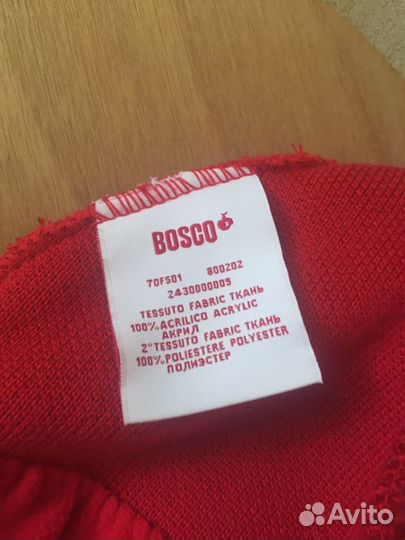 BOSCO
70FS01 800202
2430000005
TESSUTO FABRIC ТКАНЬ
100% ACRILICO ACRYLIC
АКРИЛ
2° TESSUTO FABRIC ТКАНЬ
100% POLIESTERE POLYESTER
ПОЛИЭСТЕР
Avito